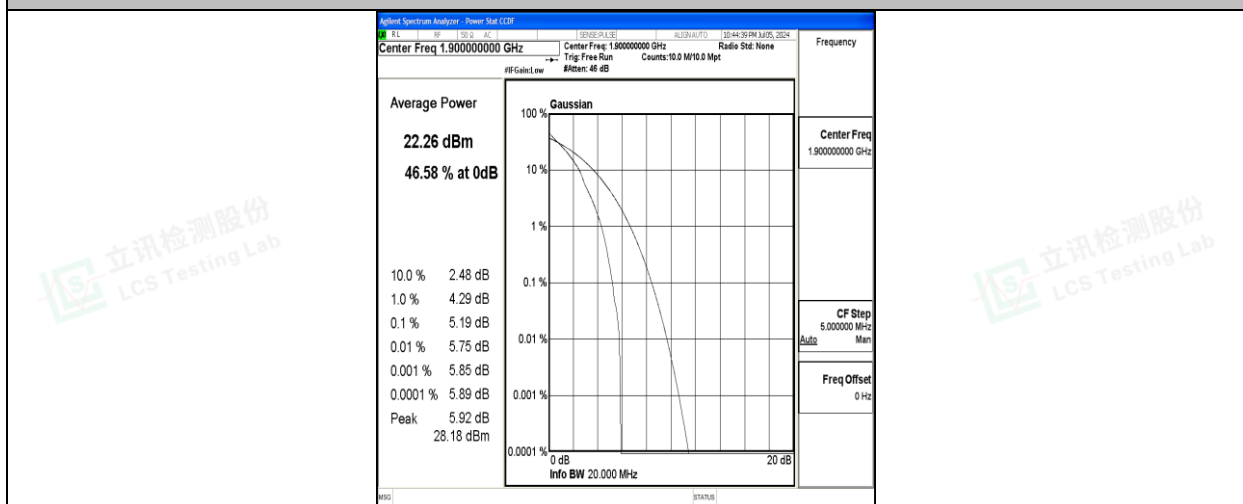 Agilent Spectrum Analyzer - Power Stat CCDF
RL RF 50 Ω AC SENSE:PULSE ALIGN AUTO 10:44:39 PM Jul 05, 2024
Center Freq 1.900000000 GHz
Center Freq: 1.900000000 GHz Radio Std: None
Trig: Free Run Counts:10.0 M/10.0 Mpt
#IFGain:Low #Atten: 46 dB
Frequency
Average Power
22.26 dBm
46.58 % at 0dB
10.0 % 2.48 dB
1.0 % 4.29 dB
0.1 % 5.19 dB
0.01 % 5.75 dB
0.001 % 5.85 dB
0.0001 % 5.89 dB
Peak 5.92 dB
28.18 dBm
Gaussian
100 %
10 %
1 %
0.1 %
0.01 %
0.001 %
0.0001 %
0 dB 20 dB
Info BW 20.000 MHz
Center Freq
1.900000000 GHz
CF Step
5.000000 MHz
Auto Man
Freq Offset
0 Hz
MSG STATUS
立讯检测股份
LCS Testing Lab
立讯检测股份
LCS Testing Lab